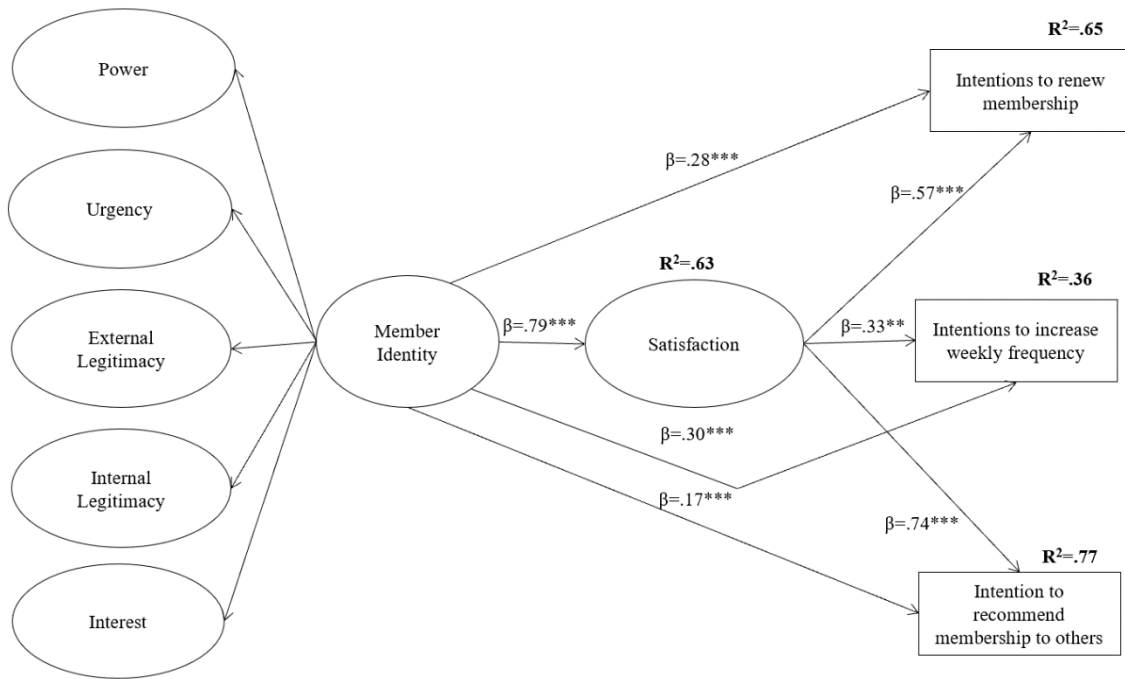 R²=.65
Power
Intentions to renew
membership
β=.28***
β=.57***
Urgency
R²=.63
R²=.36
External
Legitimacy
Member
Identity
β=.79***
Satisfaction
β=.33**
Intentions to increase
weekly frequency
β=.30***
Internal
Legitimacy
β=.17***
β=.74***
R²=.77
Interest
Intention to
recommend
membership to others